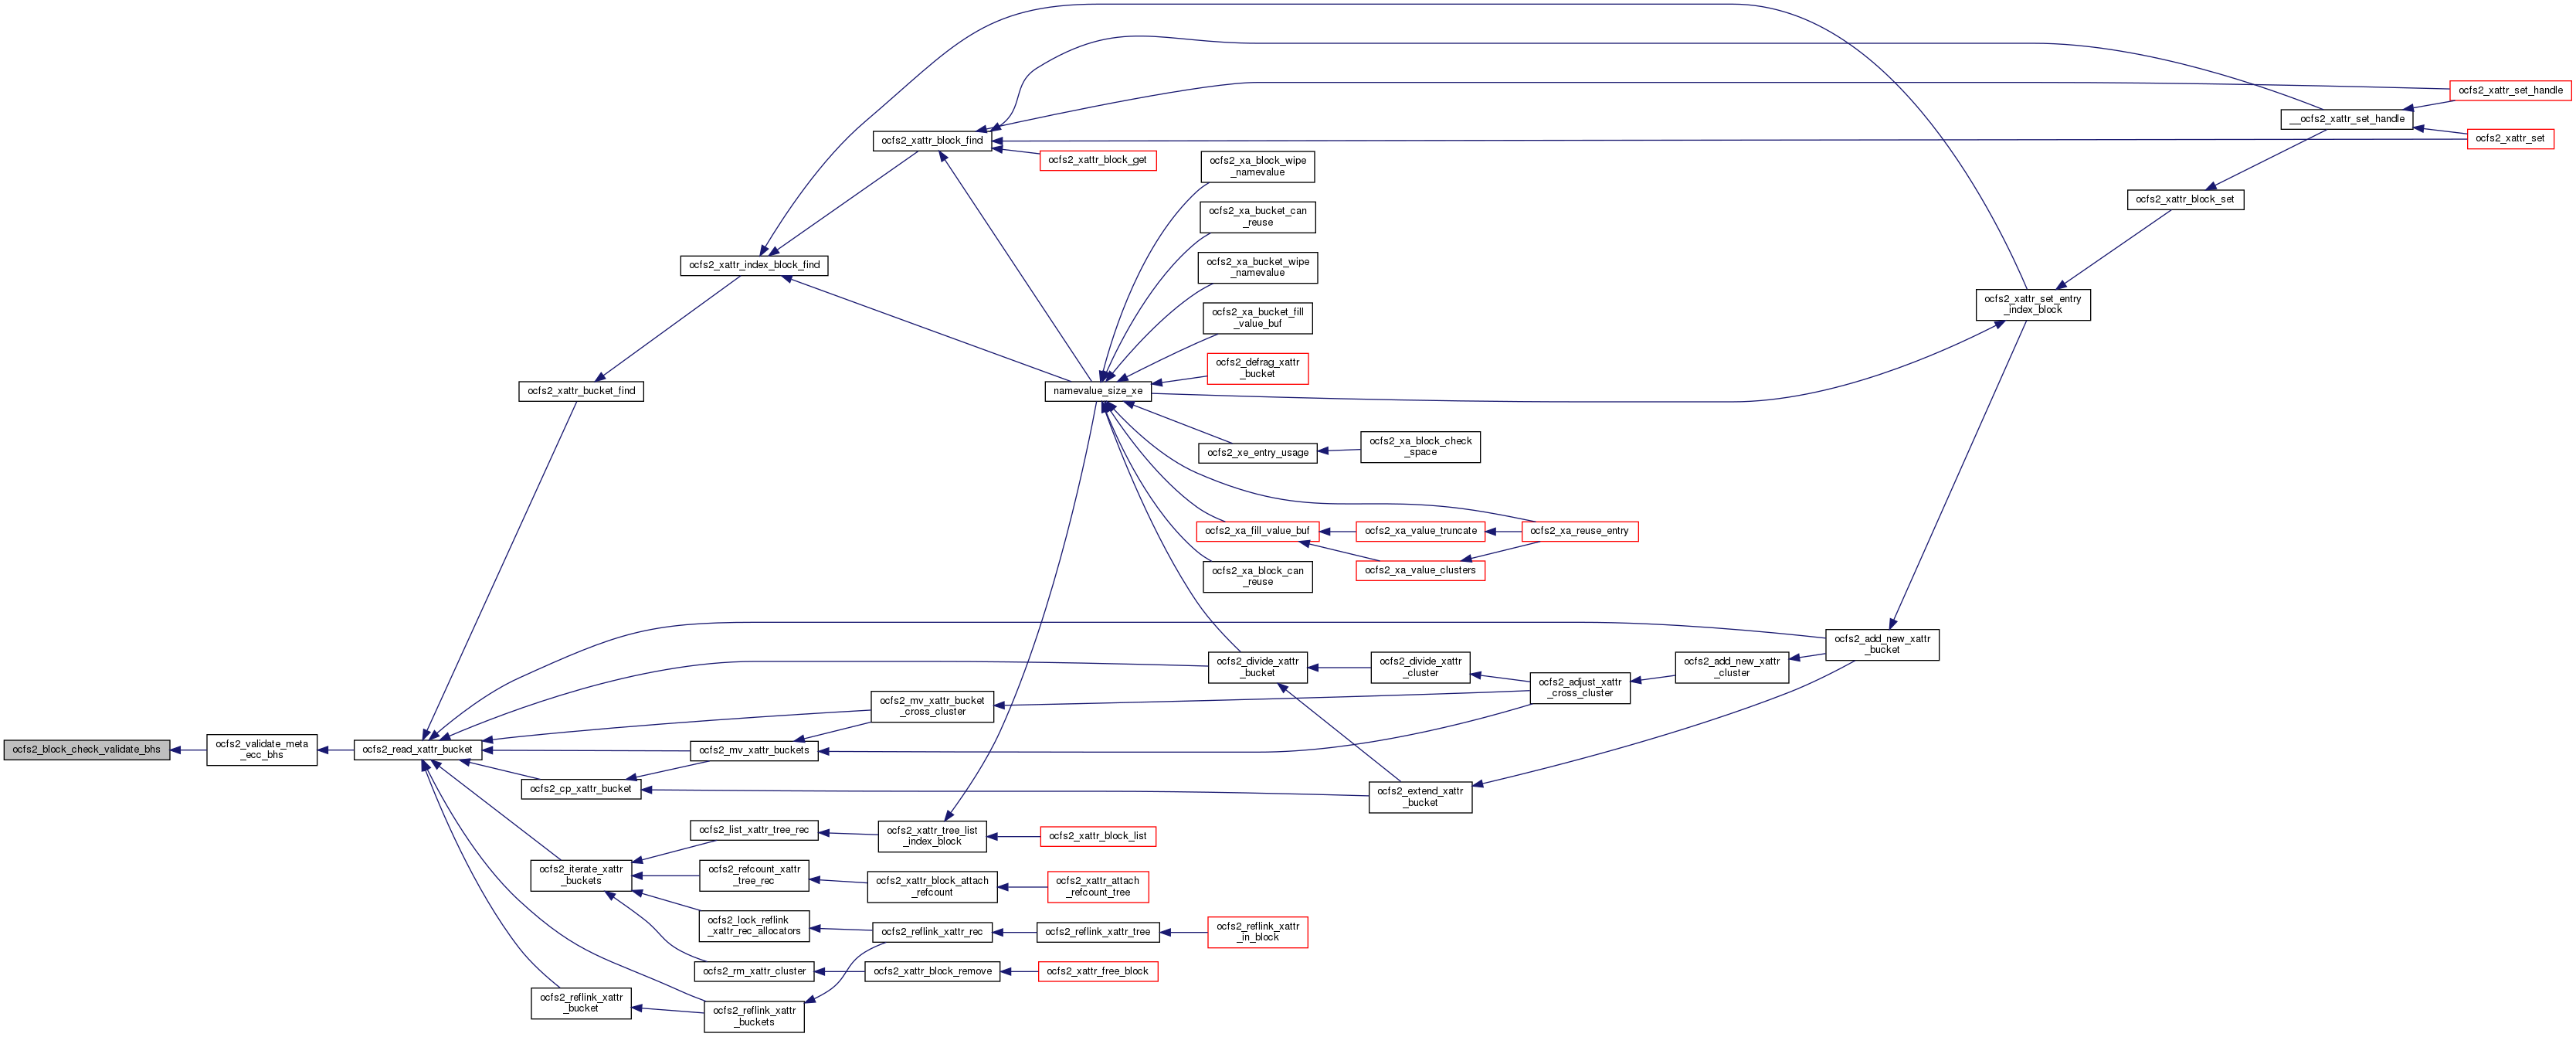 ocfs2_xattr_set_handle
__ocfs2_xattr_set_handle
ocfs2_xattr_block_find
ocfs2_xattr_set
ocfs2_xattr_block_get
ocfs2_xa_block_wipe
_namevalue
ocfs2_xattr_block_set
ocfs2_xa_bucket_can
_reuse
ocfs2_xattr_index_block_find
ocfs2_xa_bucket_wipe
_namevalue
ocfs2_xattr_set_entry
_index_block
ocfs2_xa_bucket_fill
_value_buf
ocfs2_defrag_xattr
_bucket
ocfs2_xattr_bucket_find
namevalue_size_xe
ocfs2_xe_entry_usage
ocfs2_xa_block_check
_space
ocfs2_xa_fill_value_buf
ocfs2_xa_value_truncate
ocfs2_xa_reuse_entry
ocfs2_xa_value_clusters
ocfs2_xa_block_can
_reuse
ocfs2_add_new_xattr
_bucket
ocfs2_divide_xattr
_bucket
ocfs2_divide_xattr
_cluster
ocfs2_add_new_xattr
_cluster
ocfs2_adjust_xattr
_cross_cluster
ocfs2_mv_xattr_bucket
_cross_cluster
ocfs2_block_check_validate_bhs
ocfs2_validate_meta
_ecc_bhs
ocfs2_read_xattr_bucket
ocfs2_mv_xattr_buckets
ocfs2_cp_xattr_bucket
ocfs2_extend_xattr
_bucket
ocfs2_list_xattr_tree_rec
ocfs2_xattr_tree_list
_index_block
ocfs2_xattr_block_list
ocfs2_iterate_xattr
_buckets
ocfs2_refcount_xattr
_tree_rec
ocfs2_xattr_block_attach
_refcount
ocfs2_xattr_attach
_refcount_tree
ocfs2_lock_reflink
_xattr_rec_allocators
ocfs2_reflink_xattr_rec
ocfs2_reflink_xattr_tree
ocfs2_reflink_xattr
_in_block
ocfs2_rm_xattr_cluster
ocfs2_xattr_block_remove
ocfs2_xattr_free_block
ocfs2_reflink_xattr
_bucket
ocfs2_reflink_xattr
_buckets